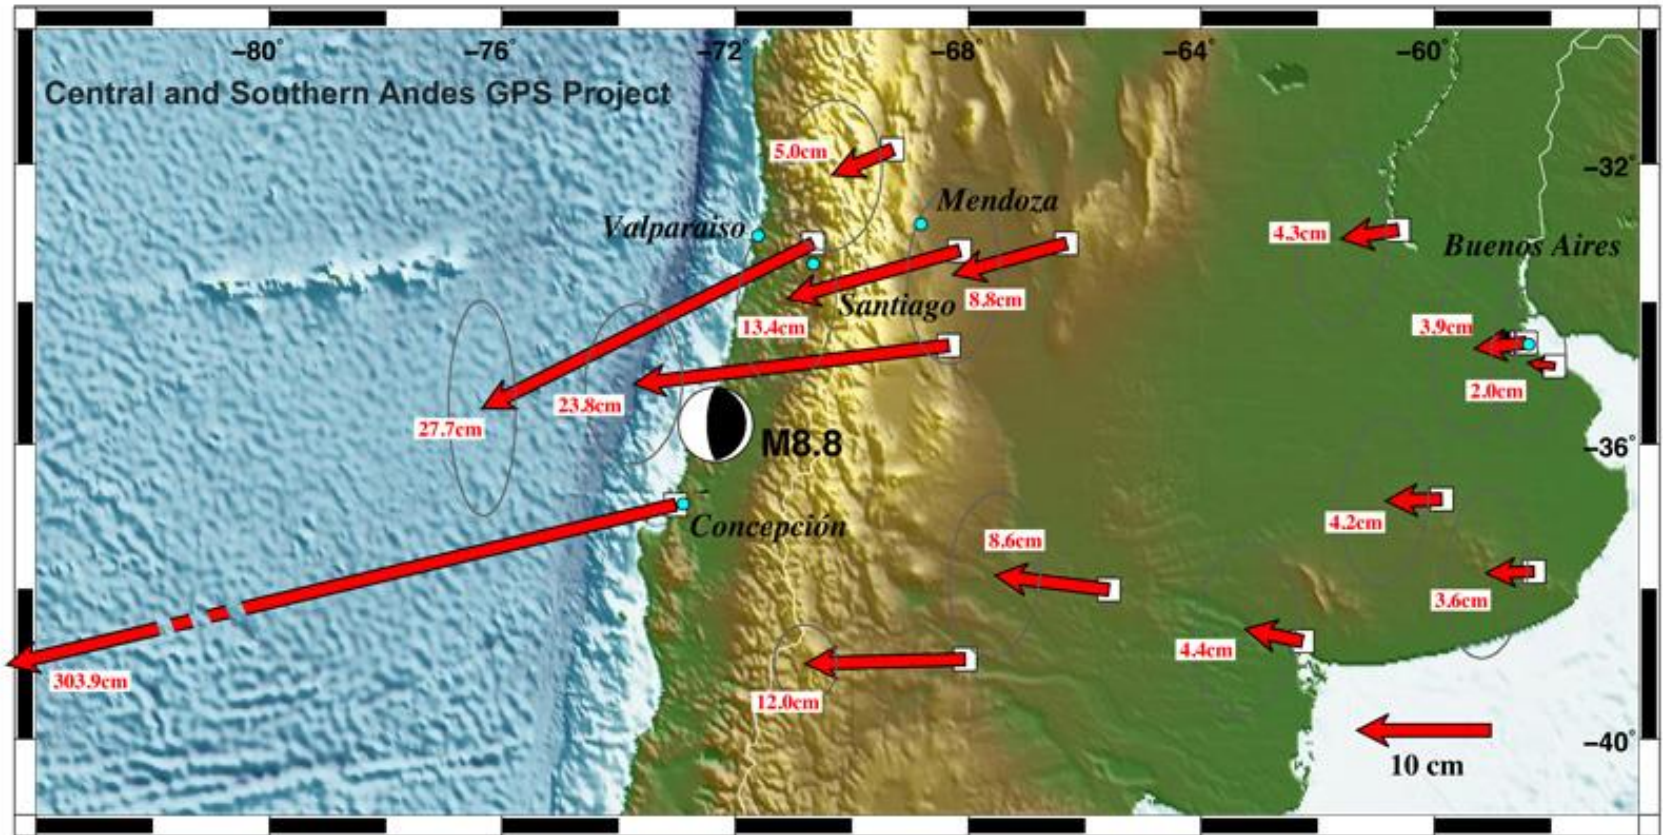 −80° −76° −72° −68° −64° −60°
Central and Southern Andes GPS Project
5.0cm
−32°
Mendoza
Valparaiso
4.3cm
Buenos Aires
Santiago
8.8cm
13.4cm
3.9cm
2.0cm
23.8cm
27.7cm
M8.8
−36°
Concepción
4.2cm
8.6cm
3.6cm
4.4cm
303.9cm
12.0cm
−40°
10 cm